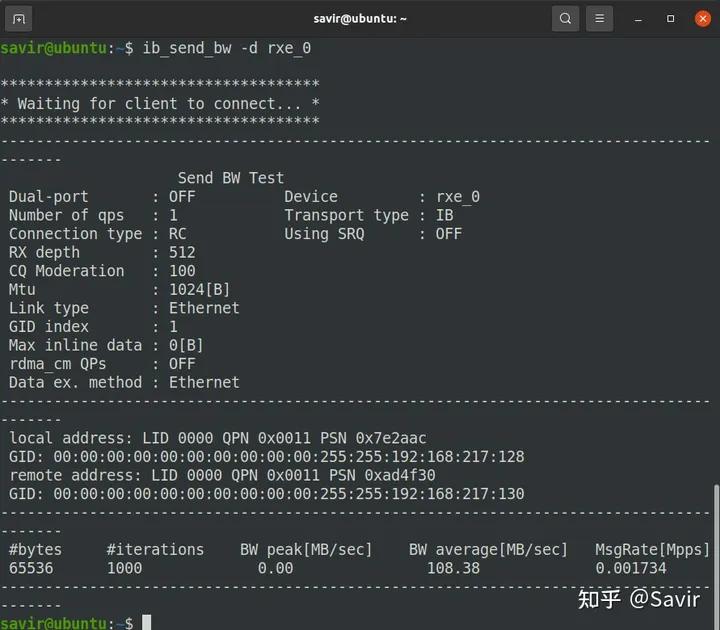 savir@ubuntu: ~
savir@ubuntu:~$ ib_send_bw -d rxe_0
************************************
* Waiting for client to connect... *
************************************
--------------------------------------------------------------------------------
-------
Send BW Test
Dual-port : OFF Device : rxe_0
Number of qps : 1 Transport type : IB
Connection type : RC Using SRQ : OFF
RX depth : 512
CQ Moderation : 100
Mtu : 1024[B]
Link type : Ethernet
GID index : 1
Max inline data : 0[B]
rdma_cm QPs : OFF
Data ex. method : Ethernet
--------------------------------------------------------------------------------
-------
local address: LID 0000 QPN 0x0011 PSN 0x7e2aac
GID: 00:00:00:00:00:00:00:00:00:00:255:255:192:168:217:128
remote address: LID 0000 QPN 0x0011 PSN 0xad4f30
GID: 00:00:00:00:00:00:00:00:00:00:255:255:192:168:217:130
--------------------------------------------------------------------------------
-------
#bytes #iterations BW peak[MB/sec] BW average[MB/sec] MsgRate[Mpps]
65536 1000 0.00 108.38 0.001734
--------------------------------------------------------------------------------
-------
savir@ubuntu:~$
知乎 @Savir